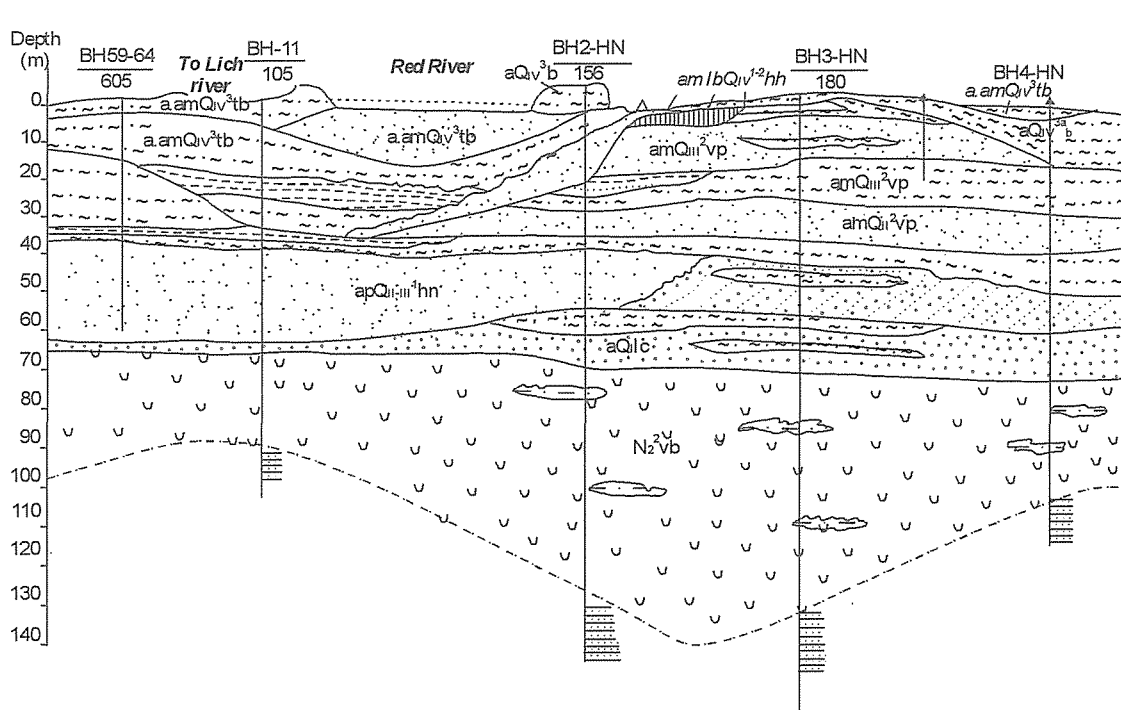 Depth
(m)
BH59-64
605
To Lich
river
BH-11
105
Red River
BH2-HN
156
aQIV³b
amlbQIV¹⁻²hh
BH3-HN
180
BH4-HN
a.amQIV³tb
aQIV³ᵃb
a.amQIV³tb
a.amQIV³tb
a.amQIV³tb
amQIII²vp
amQIII²vp
amQII²vp
apQII-III¹hn
aQIlc
N₂²vb
0
10
20
30
40
50
60
70
80
90
100
110
120
130
140